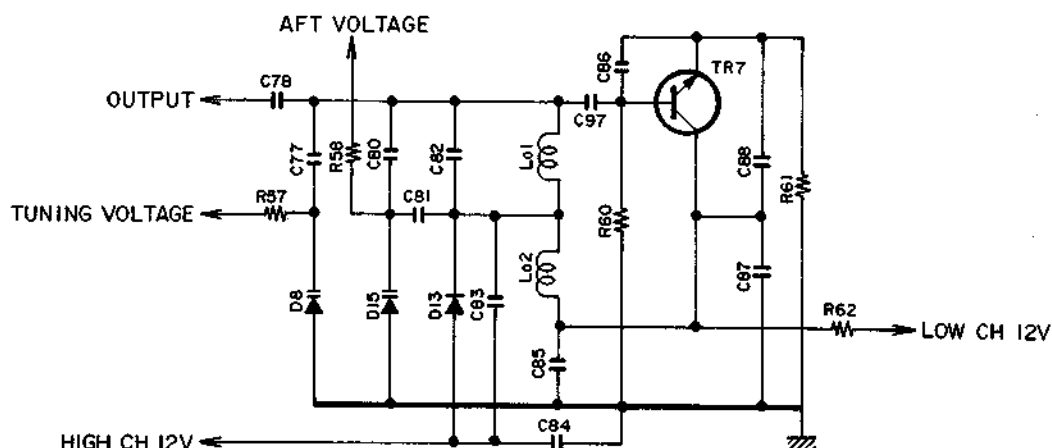 AFT VOLTAGE
C78
C86
TR7
OUTPUT
C97
C77
R58
C80
C82
Lo1
C88
R61
R57
C81
TUNING VOLTAGE
R60
Lo2
C87
D8
D15
D13
C83
R62
LOW CH 12V
C85
C84
HIGH CH 12V